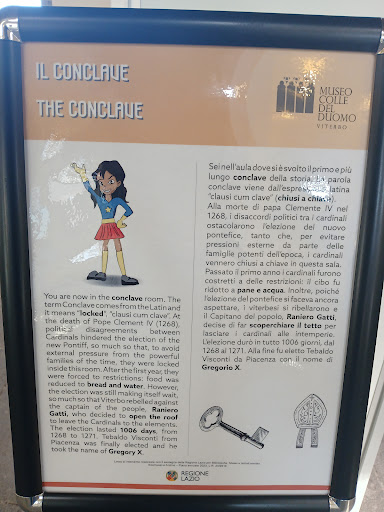 IL CONCLAVE
THE CONCLAVE
MUSEO
COLLE
DEL
DUOMO
VITERBO
You are now in the conclave room. The
term Conclave comes from the Latin and
it means "locked", "clausi cum clave". At
the death of Pope Clement IV (1268),
political disagreements between
Cardinals hindered the election of the
new Pontiff, so much so that, to avoid
external pressure from the powerful
families of the time, they were locked
inside this room. After the first year, they
were forced to restrictions: food was
reduced to bread and water. However,
the election was still making itself wait,
so much so that Viterbo rebelled against
the captain of the people, Raniero
Gatti, who decided to open the roof
to leave the Cardinals to the elements.
The election lasted 1006 days, from
1268 to 1271. Tebaldo Visconti from
Piacenza was finally elected and he
took the name of Gregory X.
Sei nell'aula dove si è svolto il primo e più
lungo conclave della storia. La parola
conclave viene dall'espressione latina
"clausi cum clave" (chiusi a chiave).
Alla morte di papa Clemente IV nel
1268, i disaccordi politici tra i cardinali
ostacolarono l'elezione del nuovo
pontefice, tanto che, per evitare
pressioni esterne da parte delle
famiglie potenti dell'epoca, i cardinali
vennero chiusi a chiave in questa sala.
Passato il primo anno i cardinali furono
costretti a delle restrizioni: il cibo fu
ridotto a pane e acqua. Inoltre, poiché
l'elezione del pontefice si faceva ancora
aspettare, i viterbesi si ribellarono e
il Capitano del popolo, Raniero Gatti,
decise di far scoperchiare il tetto per
lasciare i cardinali alle intemperie.
L'elezione durò in tutto 1006 giorni, dal
1268 al 1271. Alla fine fu eletto Tebaldo
Visconti da Piacenza con il nome di
Gregorio X.
REGIONE
LAZIO